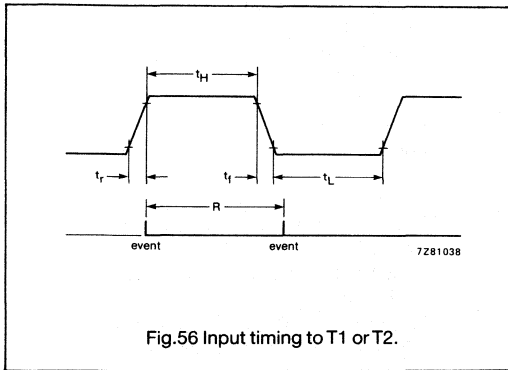 tH
tr
tf
tL
R
event
event
7Z81038
Fig.56 Input timing to T1 or T2.